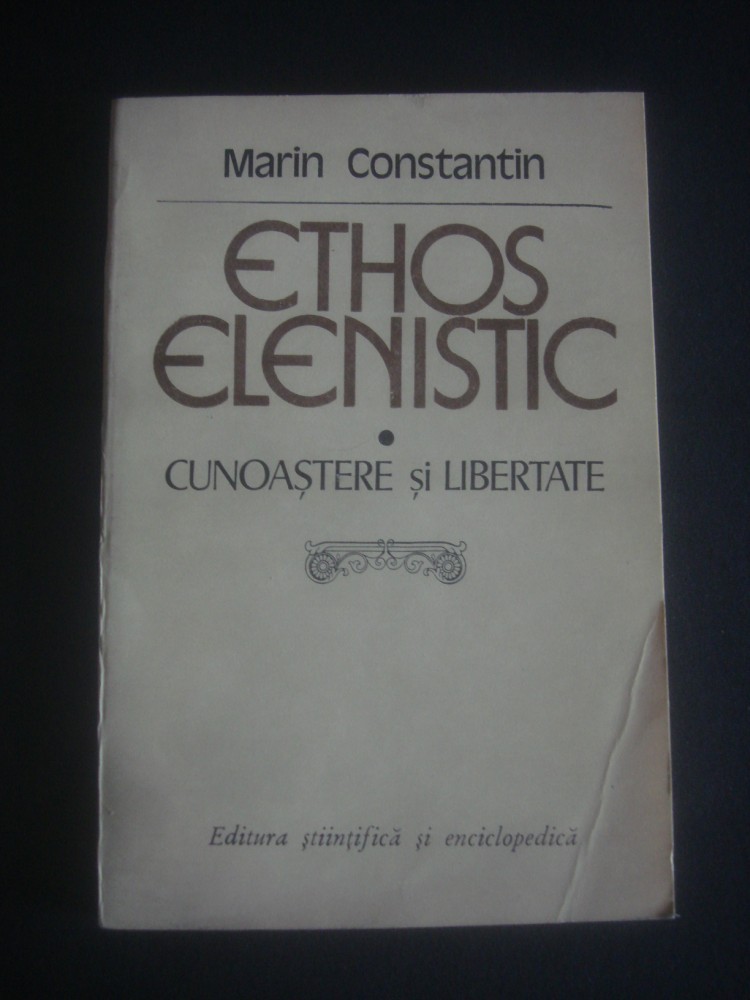 Marin Constantin
ETHOS
ELENISTIC
•
CUNOAȘTERE și LIBERTATE
Editura științifică și enciclopedică